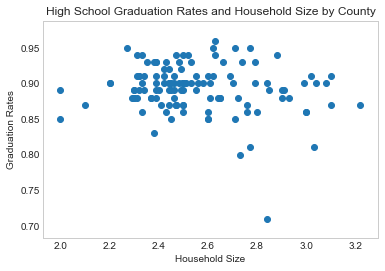 High School Graduation Rates and Household Size by County
0.95
0.90
0.85
0.80
0.75
0.70
Graduation Rates
2.0 2.2 2.4 2.6 2.8 3.0 3.2
Household Size